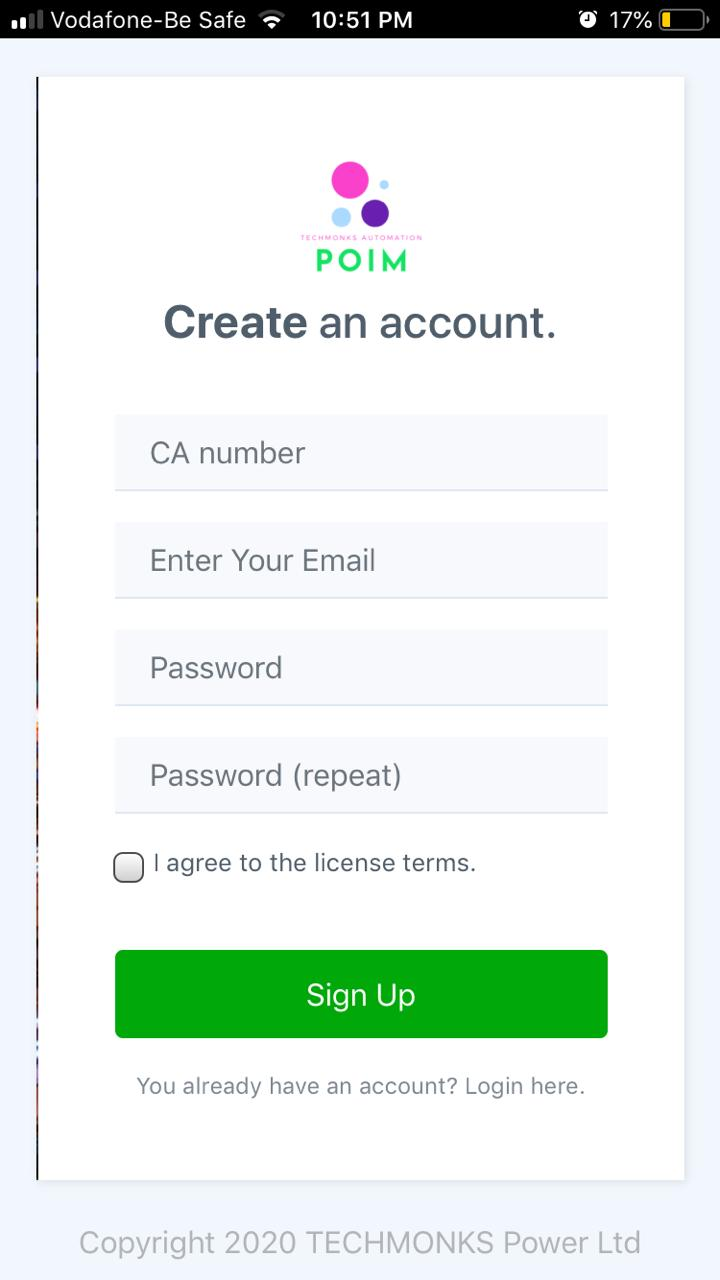 Vodafone-Be Safe 10:51 PM 17%
TECHMONKS AUTOMATION
POIM
Create an account.
CA number
Enter Your Email
Password
Password (repeat)
I agree to the license terms.
Sign Up
You already have an account? Login here.
Copyright 2020 TECHMONKS Power Ltd